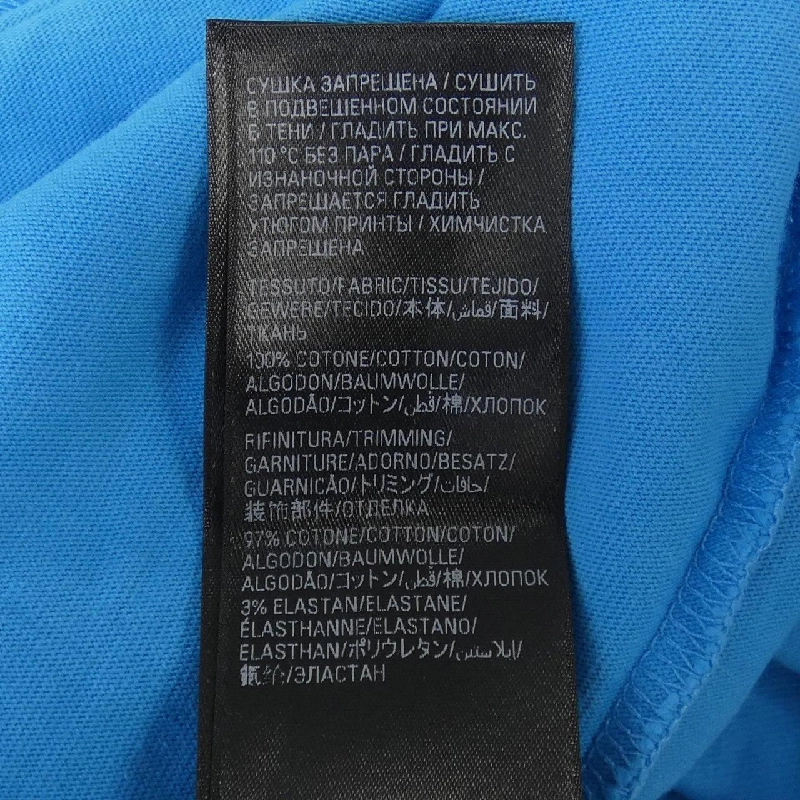 СУШКА ЗАПРЕЩЕНА / СУШИТЬ
В ПОДВЕШЕННОМ СОСТОЯНИИ
В ТЕНИ / ГЛАДИТЬ ПРИ МАКС.
110 °C БЕЗ ПАРА / ГЛАДИТЬ С
ИЗНАНОЧНОЙ СТОРОНЫ /
ЗАПРЕЩАЕТСЯ ГЛАДИТЬ
УТЮГОМ ПРИНТЫ / ХИМЧИСТКА
ЗАПРЕЩЕНА
TESSUTO/FABRIC/TISSU/TEJIDO/
GEWERE/TECIDO/本体/قماش/面料/
ТКАНЬ
100% COTONE/COTTON/COTON/
ALGODON/BAUMWOLLE/
ALGODÃO/コットン/قطن/棉/ХЛОПОК
RIFINITURA/TRIMMING/
GARNITURE/ADORNO/BESATZ/
GUARNICÃO/トリミング/حافات/
装饰部件/ОТДЕЛКА
97% COTONE/COTTON/COTON/
ALGODON/BAUMWOLLE/
ALGODÃO/コットン/قطن/棉/ХЛОПОК
3% ELASTAN/ELASTANE/
ÉLASTHANNE/ELASTANO/
ELASTHAN/ポリウレタン/إيلاستين/
/ЭЛАСТАН